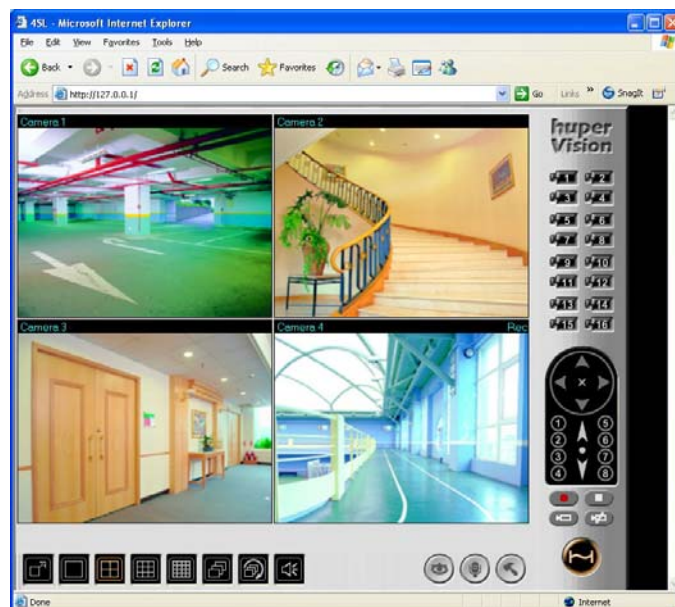 4SL - Microsoft Internet Explorer
File Edit View Favorites Tools Help
Back Search Favorites
Address http://127.0.0.1/ Go Links » SnagIt
Camera 1
Camera 2
huper
Vision
1 2
3 4
5 6
7 8
9 10
11 12
13 14
15 16
Camera 3
Camera 4 Rec
1 5
2 6
3 7
4 8
Done Internet